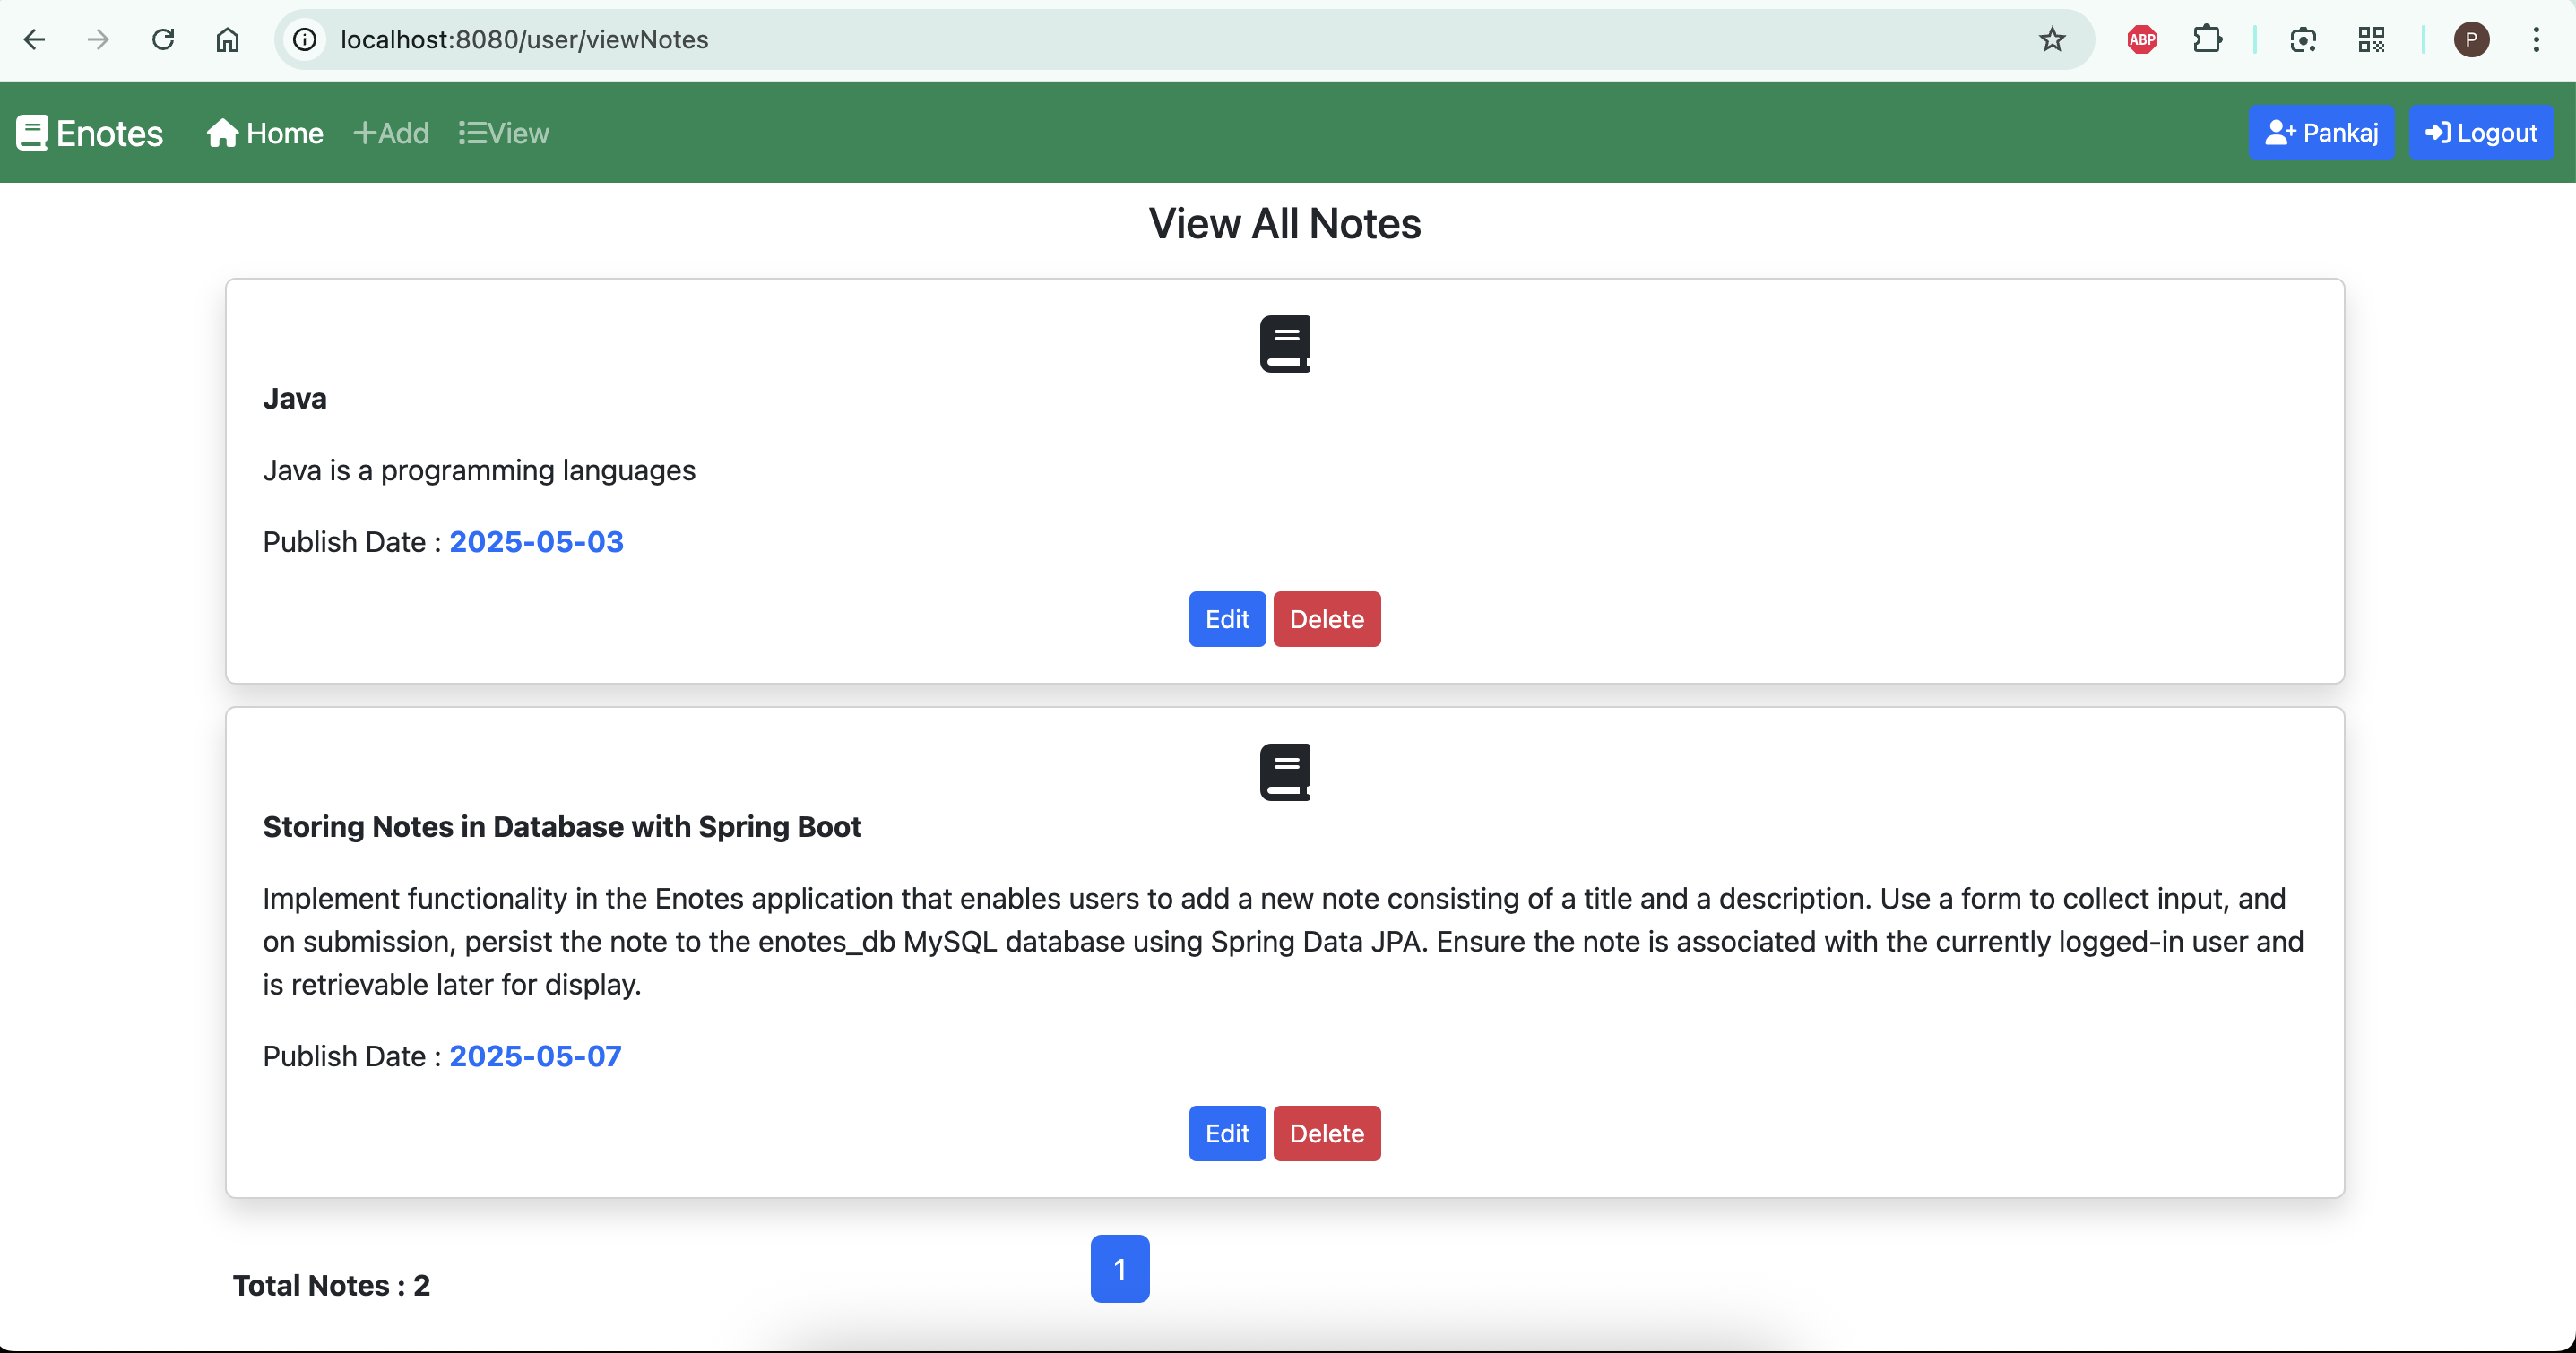 localhost:8080/user/viewNotes
ABP
P
Enotes Home +Add View Pankaj Logout
View All Notes
Java
Java is a programming languages
Publish Date : 2025-05-03
Edit Delete
Storing Notes in Database with Spring Boot
Implement functionality in the Enotes application that enables users to add a new note consisting of a title and a description. Use a form to collect input, and
on submission, persist the note to the enotes_db MySQL database using Spring Data JPA. Ensure the note is associated with the currently logged-in user and
is retrievable later for display.
Publish Date : 2025-05-07
Edit Delete
1
Total Notes : 2